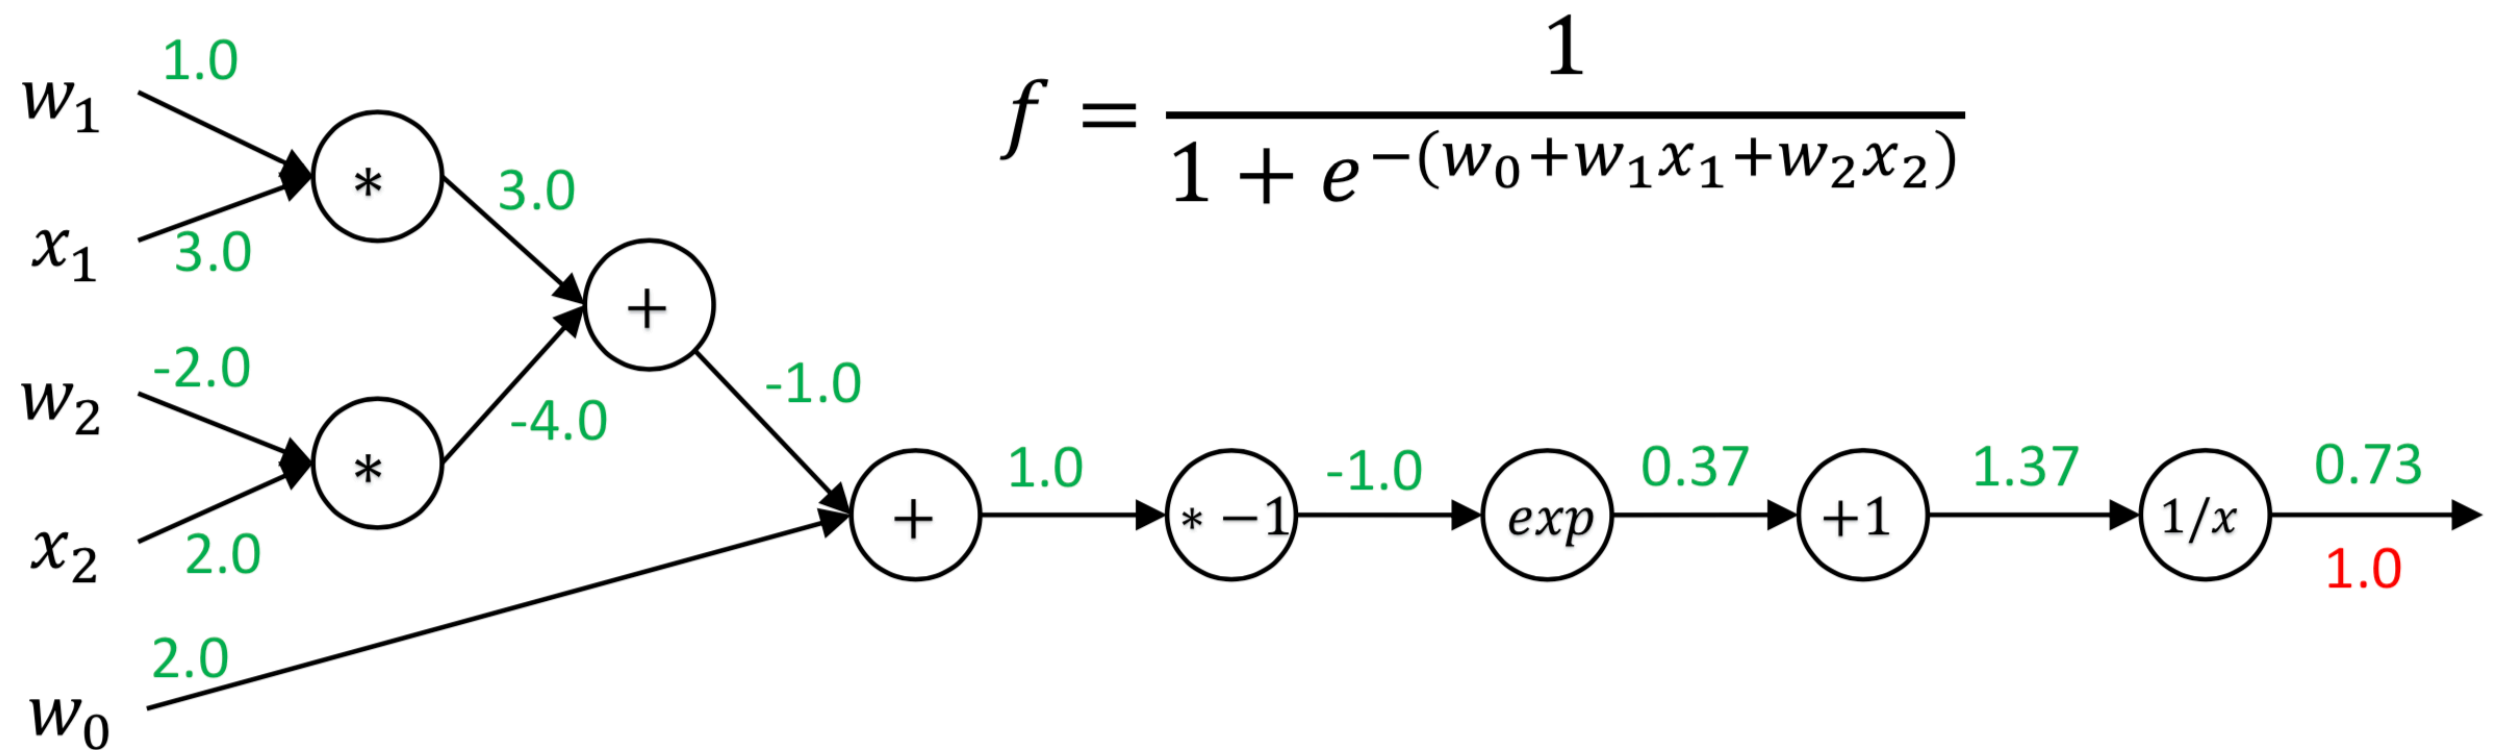 w₁ 1.0
x₁ 3.0
*
3.0
w₂ -2.0
x₂ 2.0
*
-4.0
+
-1.0
w₀ 2.0
+
1.0
* −1
-1.0
exp
0.37
+1
1.37
1/x
0.73
1.0
f = 1 / (1 + e^−(w₀+w₁x₁+w₂x₂))